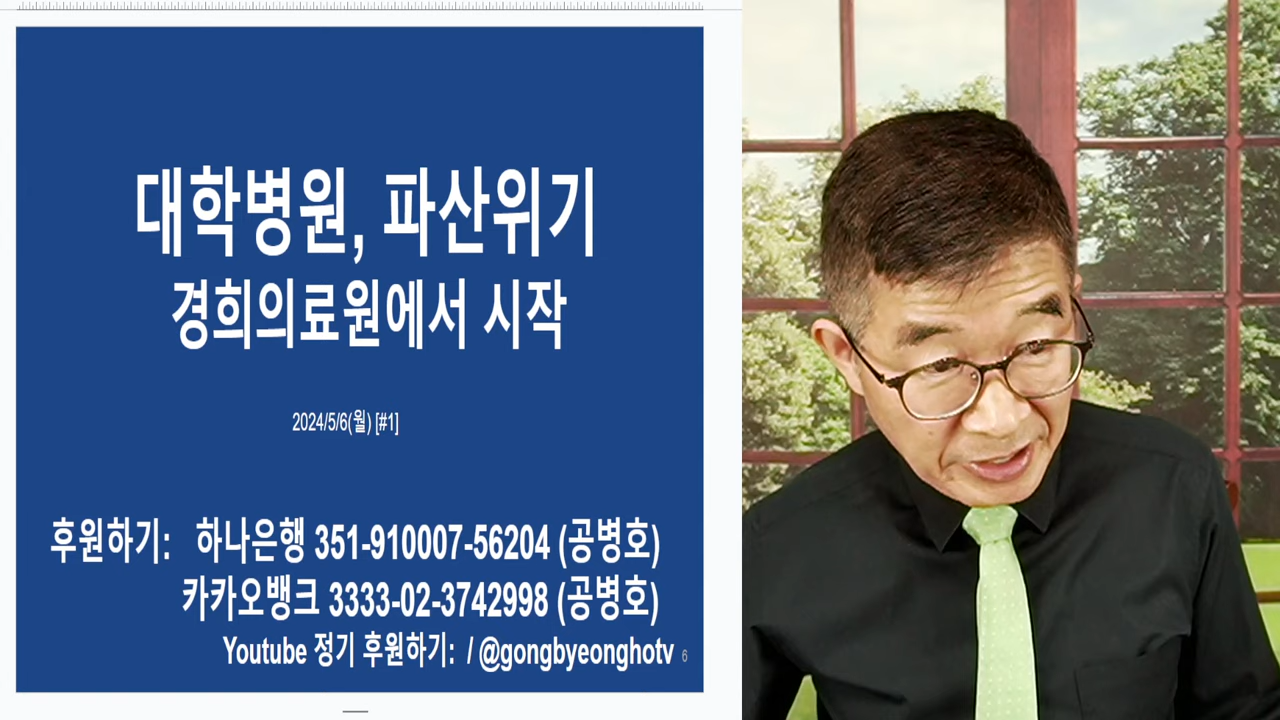 대학병원, 파산위기
경희의료원에서 시작
2024/5/6(월) [#1]
후원하기: 하나은행 351-910007-56204 (공병호)
카카오뱅크 3333-02-3742998 (공병호)
Youtube 정기 후원하기: / @gongbyeonghotv 6